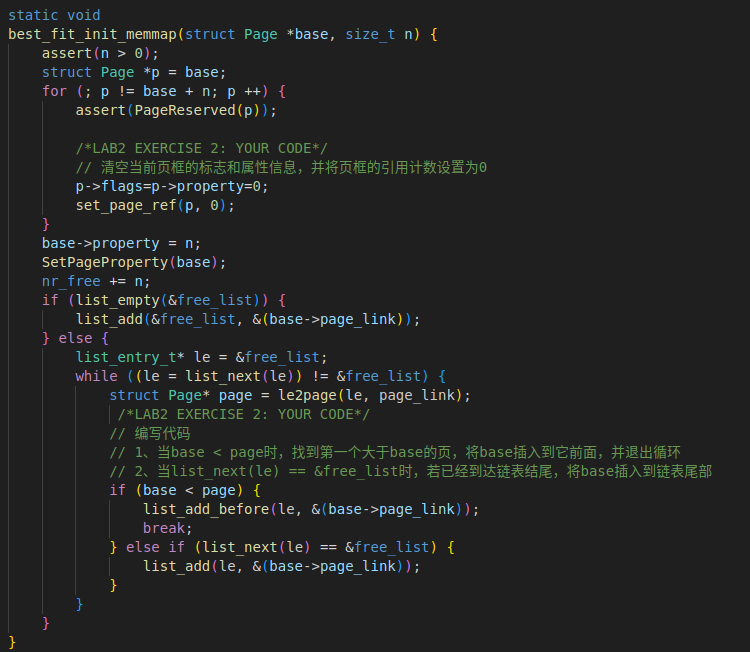 static void
best_fit_init_memmap(struct Page *base, size_t n) {
    assert(n > 0);
    struct Page *p = base;
    for (; p != base + n; p ++) {
        assert(PageReserved(p));

        /*LAB2 EXERCISE 2: YOUR CODE*/
        // 清空当前页框的标志和属性信息，并将页框的引用计数设置为0
        p->flags=p->property=0;
        set_page_ref(p, 0);
    }
    base->property = n;
    SetPageProperty(base);
    nr_free += n;
    if (list_empty(&free_list)) {
        list_add(&free_list, &(base->page_link));
    } else {
        list_entry_t* le = &free_list;
        while ((le = list_next(le)) != &free_list) {
            struct Page* page = le2page(le, page_link);
             /*LAB2 EXERCISE 2: YOUR CODE*/
            // 编写代码
            // 1、当base < page时，找到第一个大于base的页，将base插入到它前面，并退出循环
            // 2、当list_next(le) == &free_list时，若已经到达链表结尾，将base插入到链表尾部
            if (base < page) {
                list_add_before(le, &(base->page_link));
                break;
            } else if (list_next(le) == &free_list) {
                list_add(le, &(base->page_link));
            }
        }
    }
}